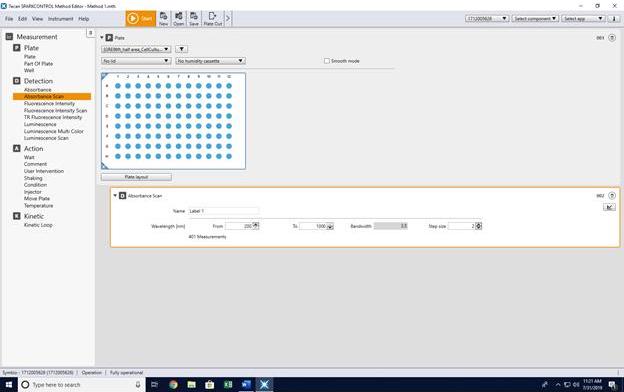 Tecan SPARKCONTROL Method Editor - Method 1.mth
File Edit View Instrument Help
Start
New Open Save Plate Out
1712005628 Select component Select app
Measurement
P Plate
Plate
Part Of Plate
Well
D Detection
Absorbance
Absorbance Scan
Fluorescence Intensity
Fluorescence Intensity Scan
TR Fluorescence Intensity
Luminescence
Luminescence Multi Color
Luminescence Scan
A Action
Wait
Comment
User Intervention
Shaking
Condition
Injector
Move Plate
Temperature
K Kinetic
Kinetic Loop
P Plate 001
No lid No humidity cassette Smooth mode
1 2 3 4 5 6 7 8 9 10 11 12
A
B
C
D
E
F
G
H
Plate layout
D Absorbance Scan 002
Name Label 1
Wavelength [nm] From 200 To 1000 Bandwidth 3.5 Step size 2
401 Measurements
Symbio - 1712005628 (1712005628) Operation Fully operational
Type here to search
11:21 AM
7/31/2019